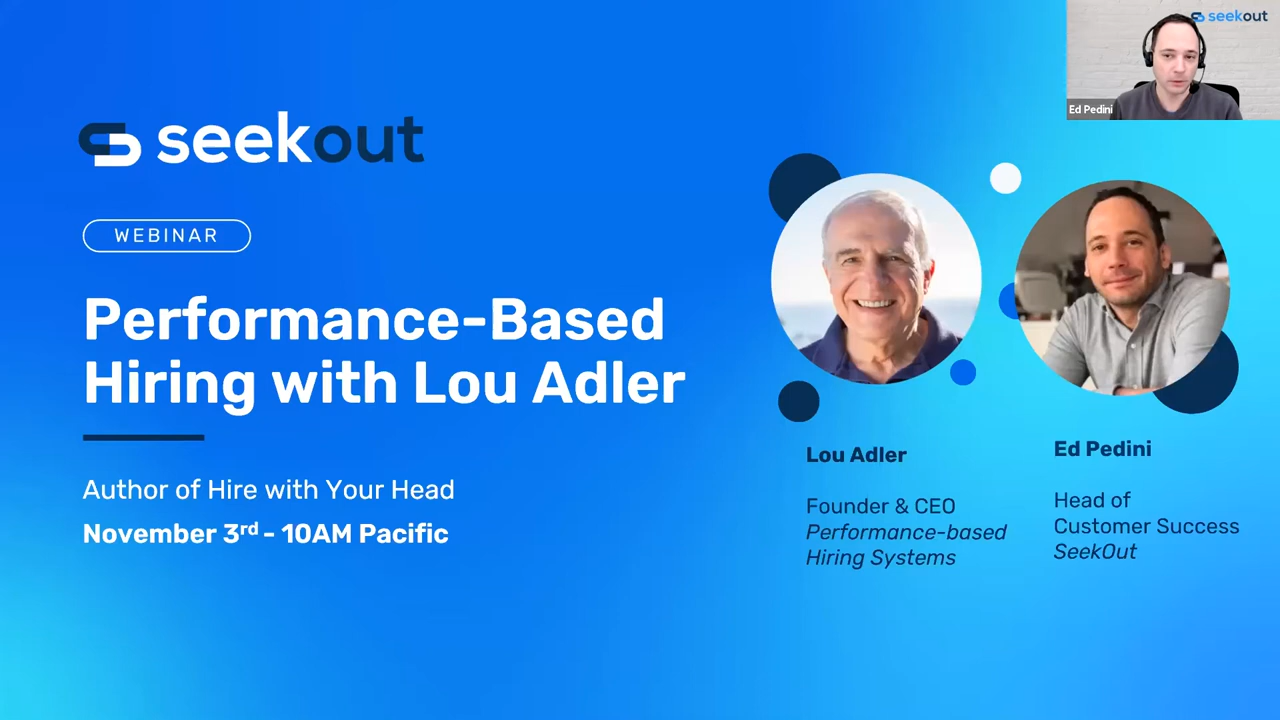 seekout
Ed Pedini
seekout
WEBINAR
Performance-Based
Hiring with Lou Adler
Author of Hire with Your Head
November 3rd - 10AM Pacific
Lou Adler
Founder & CEO
Performance-based
Hiring Systems
Ed Pedini
Head of
Customer Success
SeekOut